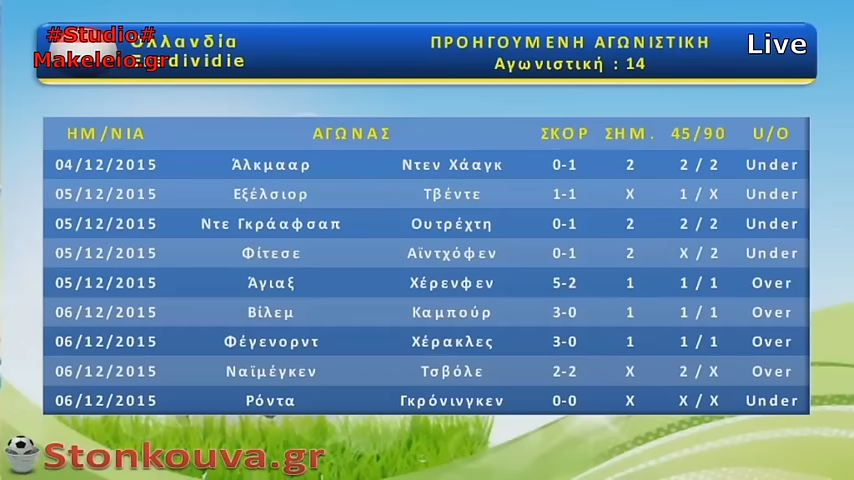 #Studio#
Makeleio.gr
Ολλανδία
Eredividie
ΠΡΟΗΓΟΥΜΕΝΗ ΑΓΩΝΙΣΤΙΚΗ
Αγωνιστική : 14
Live
ΗΜ/ΝΙΑ ΑΓΩΝΑΣ ΣΚΟΡ ΣΗΜ. 45/90 U/O
04/12/2015 Άλκμααρ Ντεν Χάαγκ 0-1 2 2 / 2 Under
05/12/2015 Εξέλσιορ Τβέντε 1-1 X 1 / X Under
05/12/2015 Ντε Γκράαφσαπ Ουτρέχτη 0-1 2 2 / 2 Under
05/12/2015 Φίτεσε Αϊντχόφεν 0-1 2 X / 2 Under
05/12/2015 Άγιαξ Χέρενφεν 5-2 1 1 / 1 Over
06/12/2015 Βίλεμ Καμπούρ 3-0 1 1 / 1 Over
06/12/2015 Φέγενορντ Χέρακλες 3-0 1 1 / 1 Over
06/12/2015 Ναϊμέγκεν Τσβόλε 2-2 X 2 / X Over
06/12/2015 Ρόντα Γκρόνινγκεν 0-0 X X / X Under
Stonkouva.gr